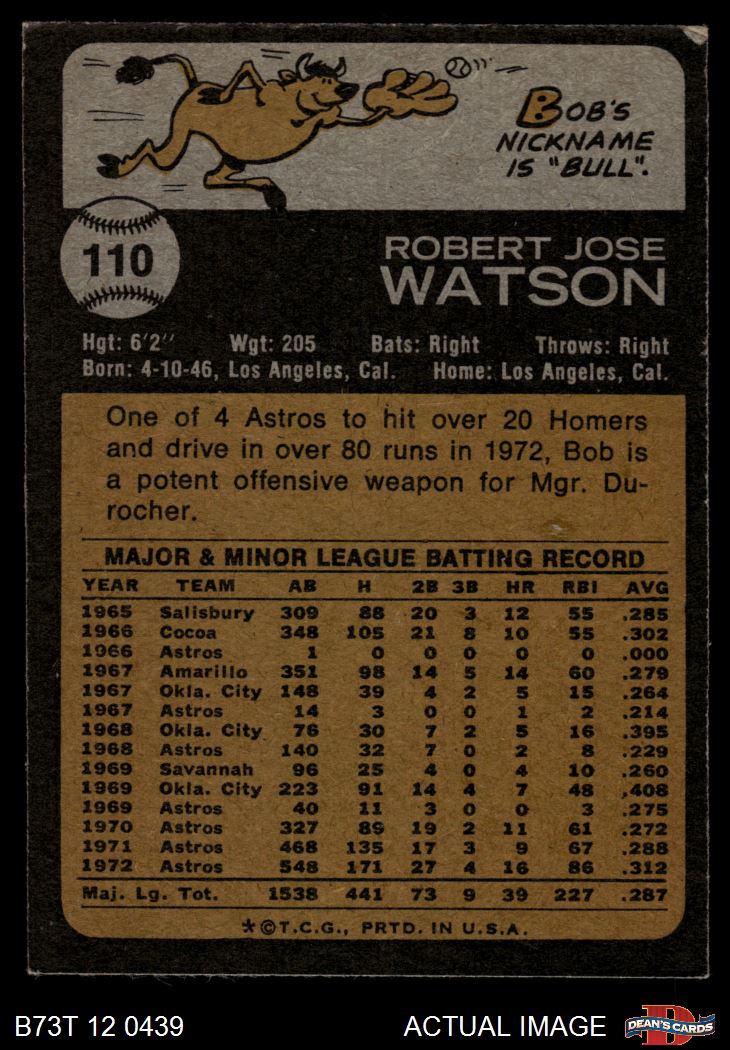 BOB'S
NICKNAME
IS "BULL".
110
ROBERT JOSE
WATSON
Hgt: 6'2" Wgt: 205 Bats: Right Throws: Right
Born: 4-10-46, Los Angeles, Cal. Home: Los Angeles, Cal.
One of 4 Astros to hit over 20 Homers
and drive in over 80 runs in 1972, Bob is
a potent offensive weapon for Mgr. Du-
rocher.
MAJOR & MINOR LEAGUE BATTING RECORD
YEAR TEAM AB H 2B 3B HR RBI AVG
1965 Salisbury 309 88 20 3 12 55 .285
1966 Cocoa 348 105 21 8 10 55 .302
1966 Astros 1 0 0 0 0 0 .000
1967 Amarillo 351 98 14 5 14 60 .279
1967 Okla. City 148 39 4 2 5 15 .264
1967 Astros 14 3 0 0 1 2 .214
1968 Okla. City 76 30 7 2 5 16 .395
1968 Astros 140 32 7 0 2 8 .229
1969 Savannah 96 25 4 0 4 10 .260
1969 Okla. City 223 91 14 4 7 48 .408
1969 Astros 40 11 3 0 0 3 .275
1970 Astros 327 89 19 2 11 61 .272
1971 Astros 468 135 17 3 9 67 .288
1972 Astros 548 171 27 4 16 86 .312
Maj. Lg. Tot. 1538 441 73 9 39 227 .287
*©T.C.G., PRTD. IN U.S.A.
B73T 12 0439 ACTUAL IMAGE
D
DEAN'S CARDS